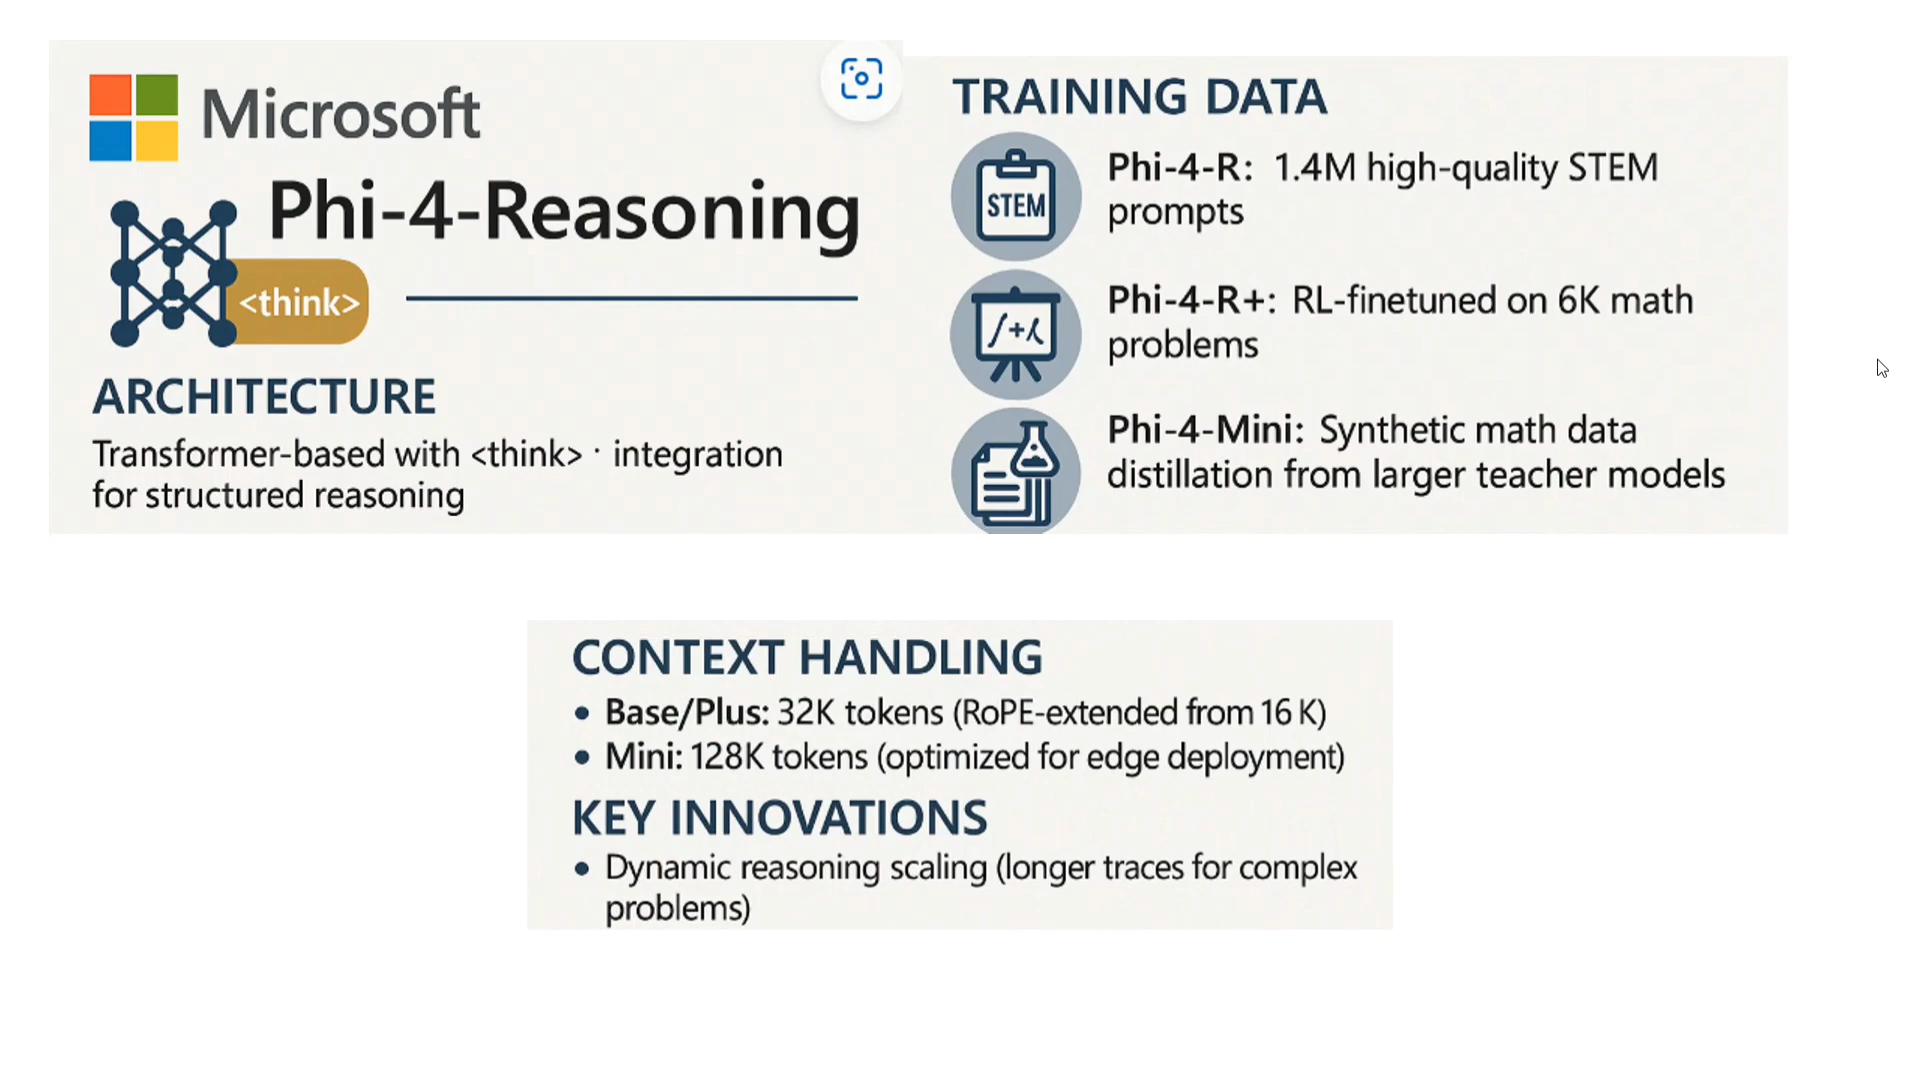 Microsoft
Phi-4-Reasoning
<think>
ARCHITECTURE
Transformer-based with <think> · integration
for structured reasoning
TRAINING DATA
STEM
Phi-4-R: 1.4M high-quality STEM
prompts
Phi-4-R+: RL-finetuned on 6K math
problems
Phi-4-Mini: Synthetic math data
distillation from larger teacher models
CONTEXT HANDLING
• Base/Plus: 32K tokens (RoPE-extended from 16 K)
• Mini: 128K tokens (optimized for edge deployment)
KEY INNOVATIONS
• Dynamic reasoning scaling (longer traces for complex
problems)